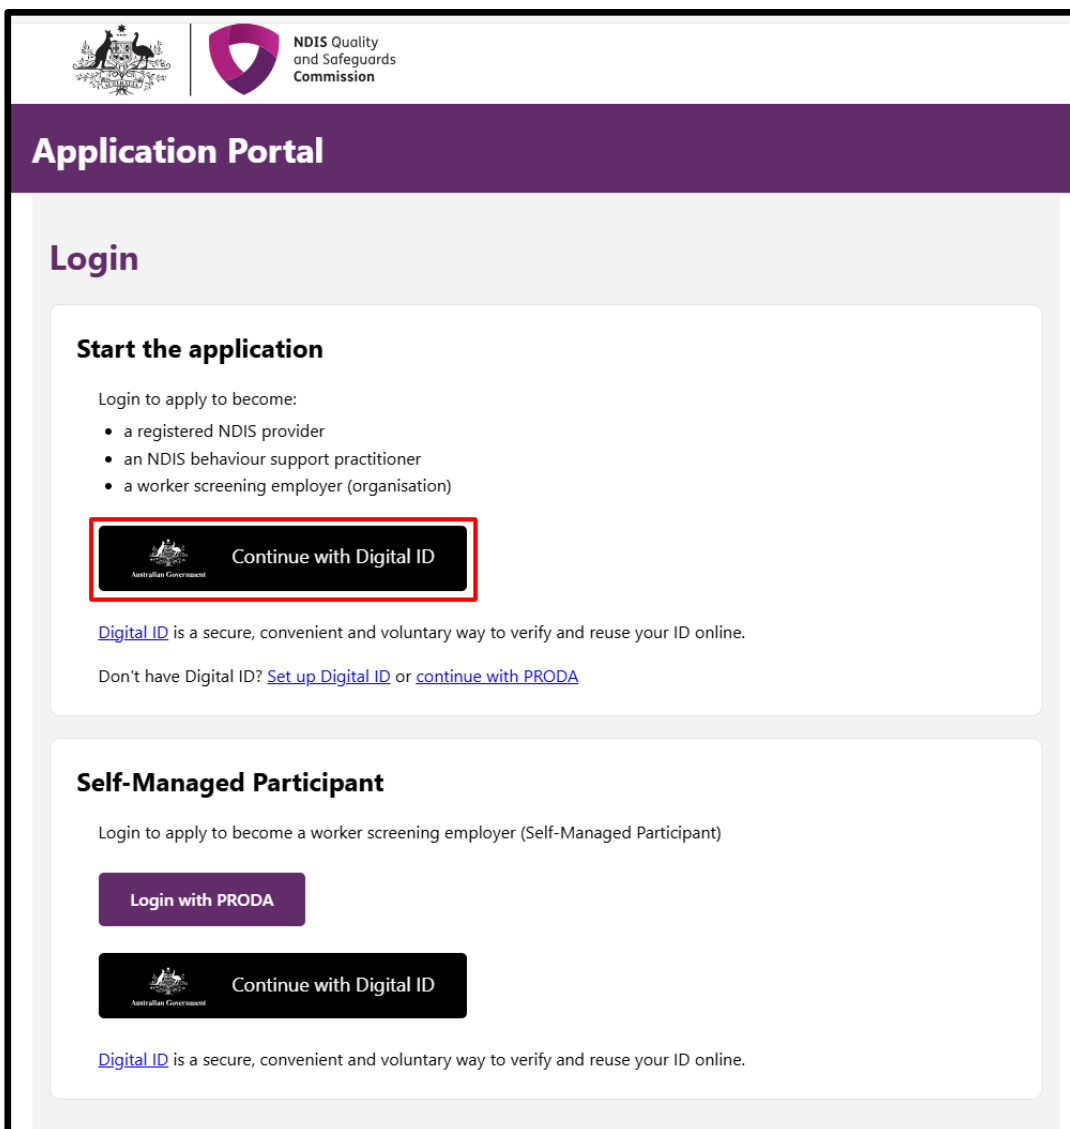 NDIS Quality
and Safeguards
Commission
Application Portal
Login
Start the application
Login to apply to become:
• a registered NDIS provider
• an NDIS behaviour support practitioner
• a worker screening employer (organisation)
Australian Government
Continue with Digital ID
Digital ID is a secure, convenient and voluntary way to verify and reuse your ID online.
Don't have Digital ID? Set up Digital ID or continue with PRODA
Self-Managed Participant
Login to apply to become a worker screening employer (Self-Managed Participant)
Login with PRODA
Australian Government
Continue with Digital ID
Digital ID is a secure, convenient and voluntary way to verify and reuse your ID online.